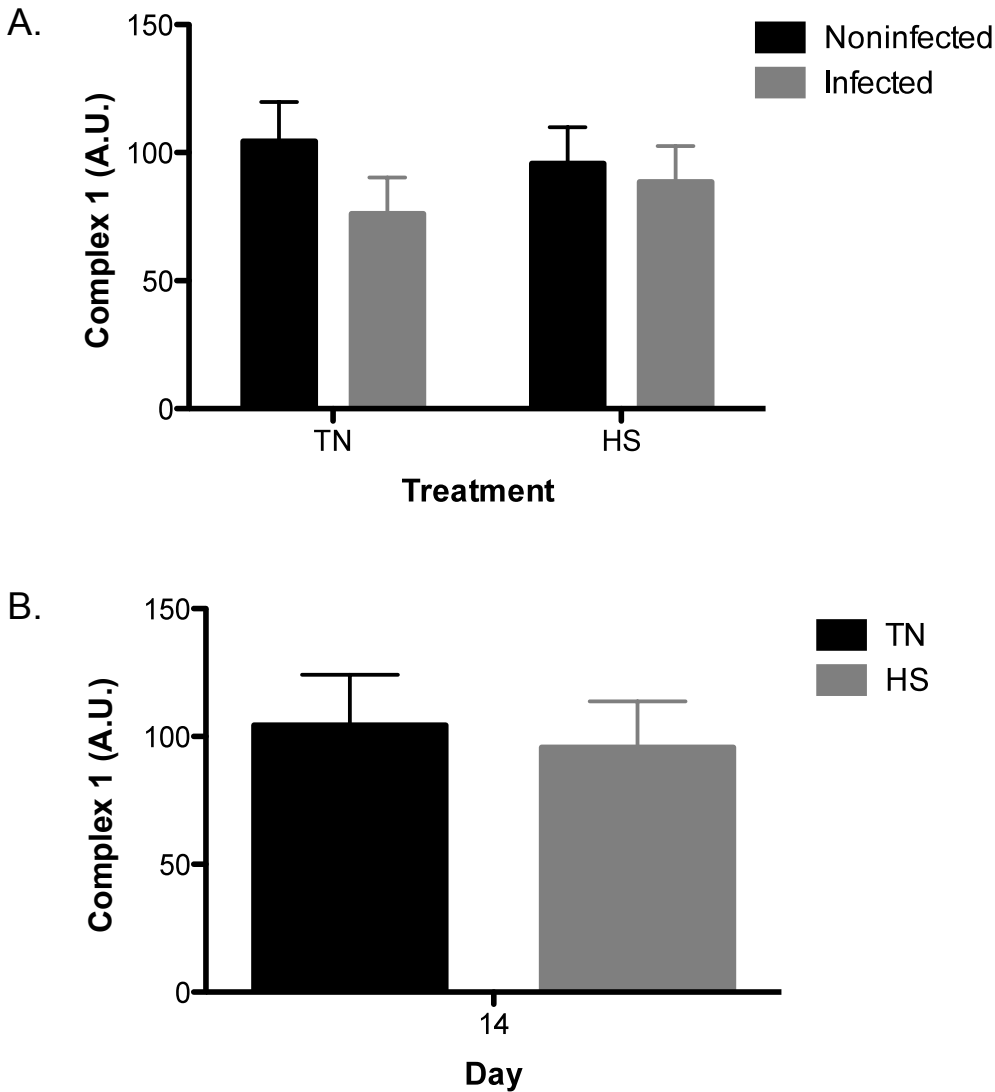 A.
150
100
50
0
Complex 1 (A.U.)
TN
HS
Treatment
Noninfected
Infected
B.
150
100
50
0
Complex 1 (A.U.)
14
Day
TN
HS